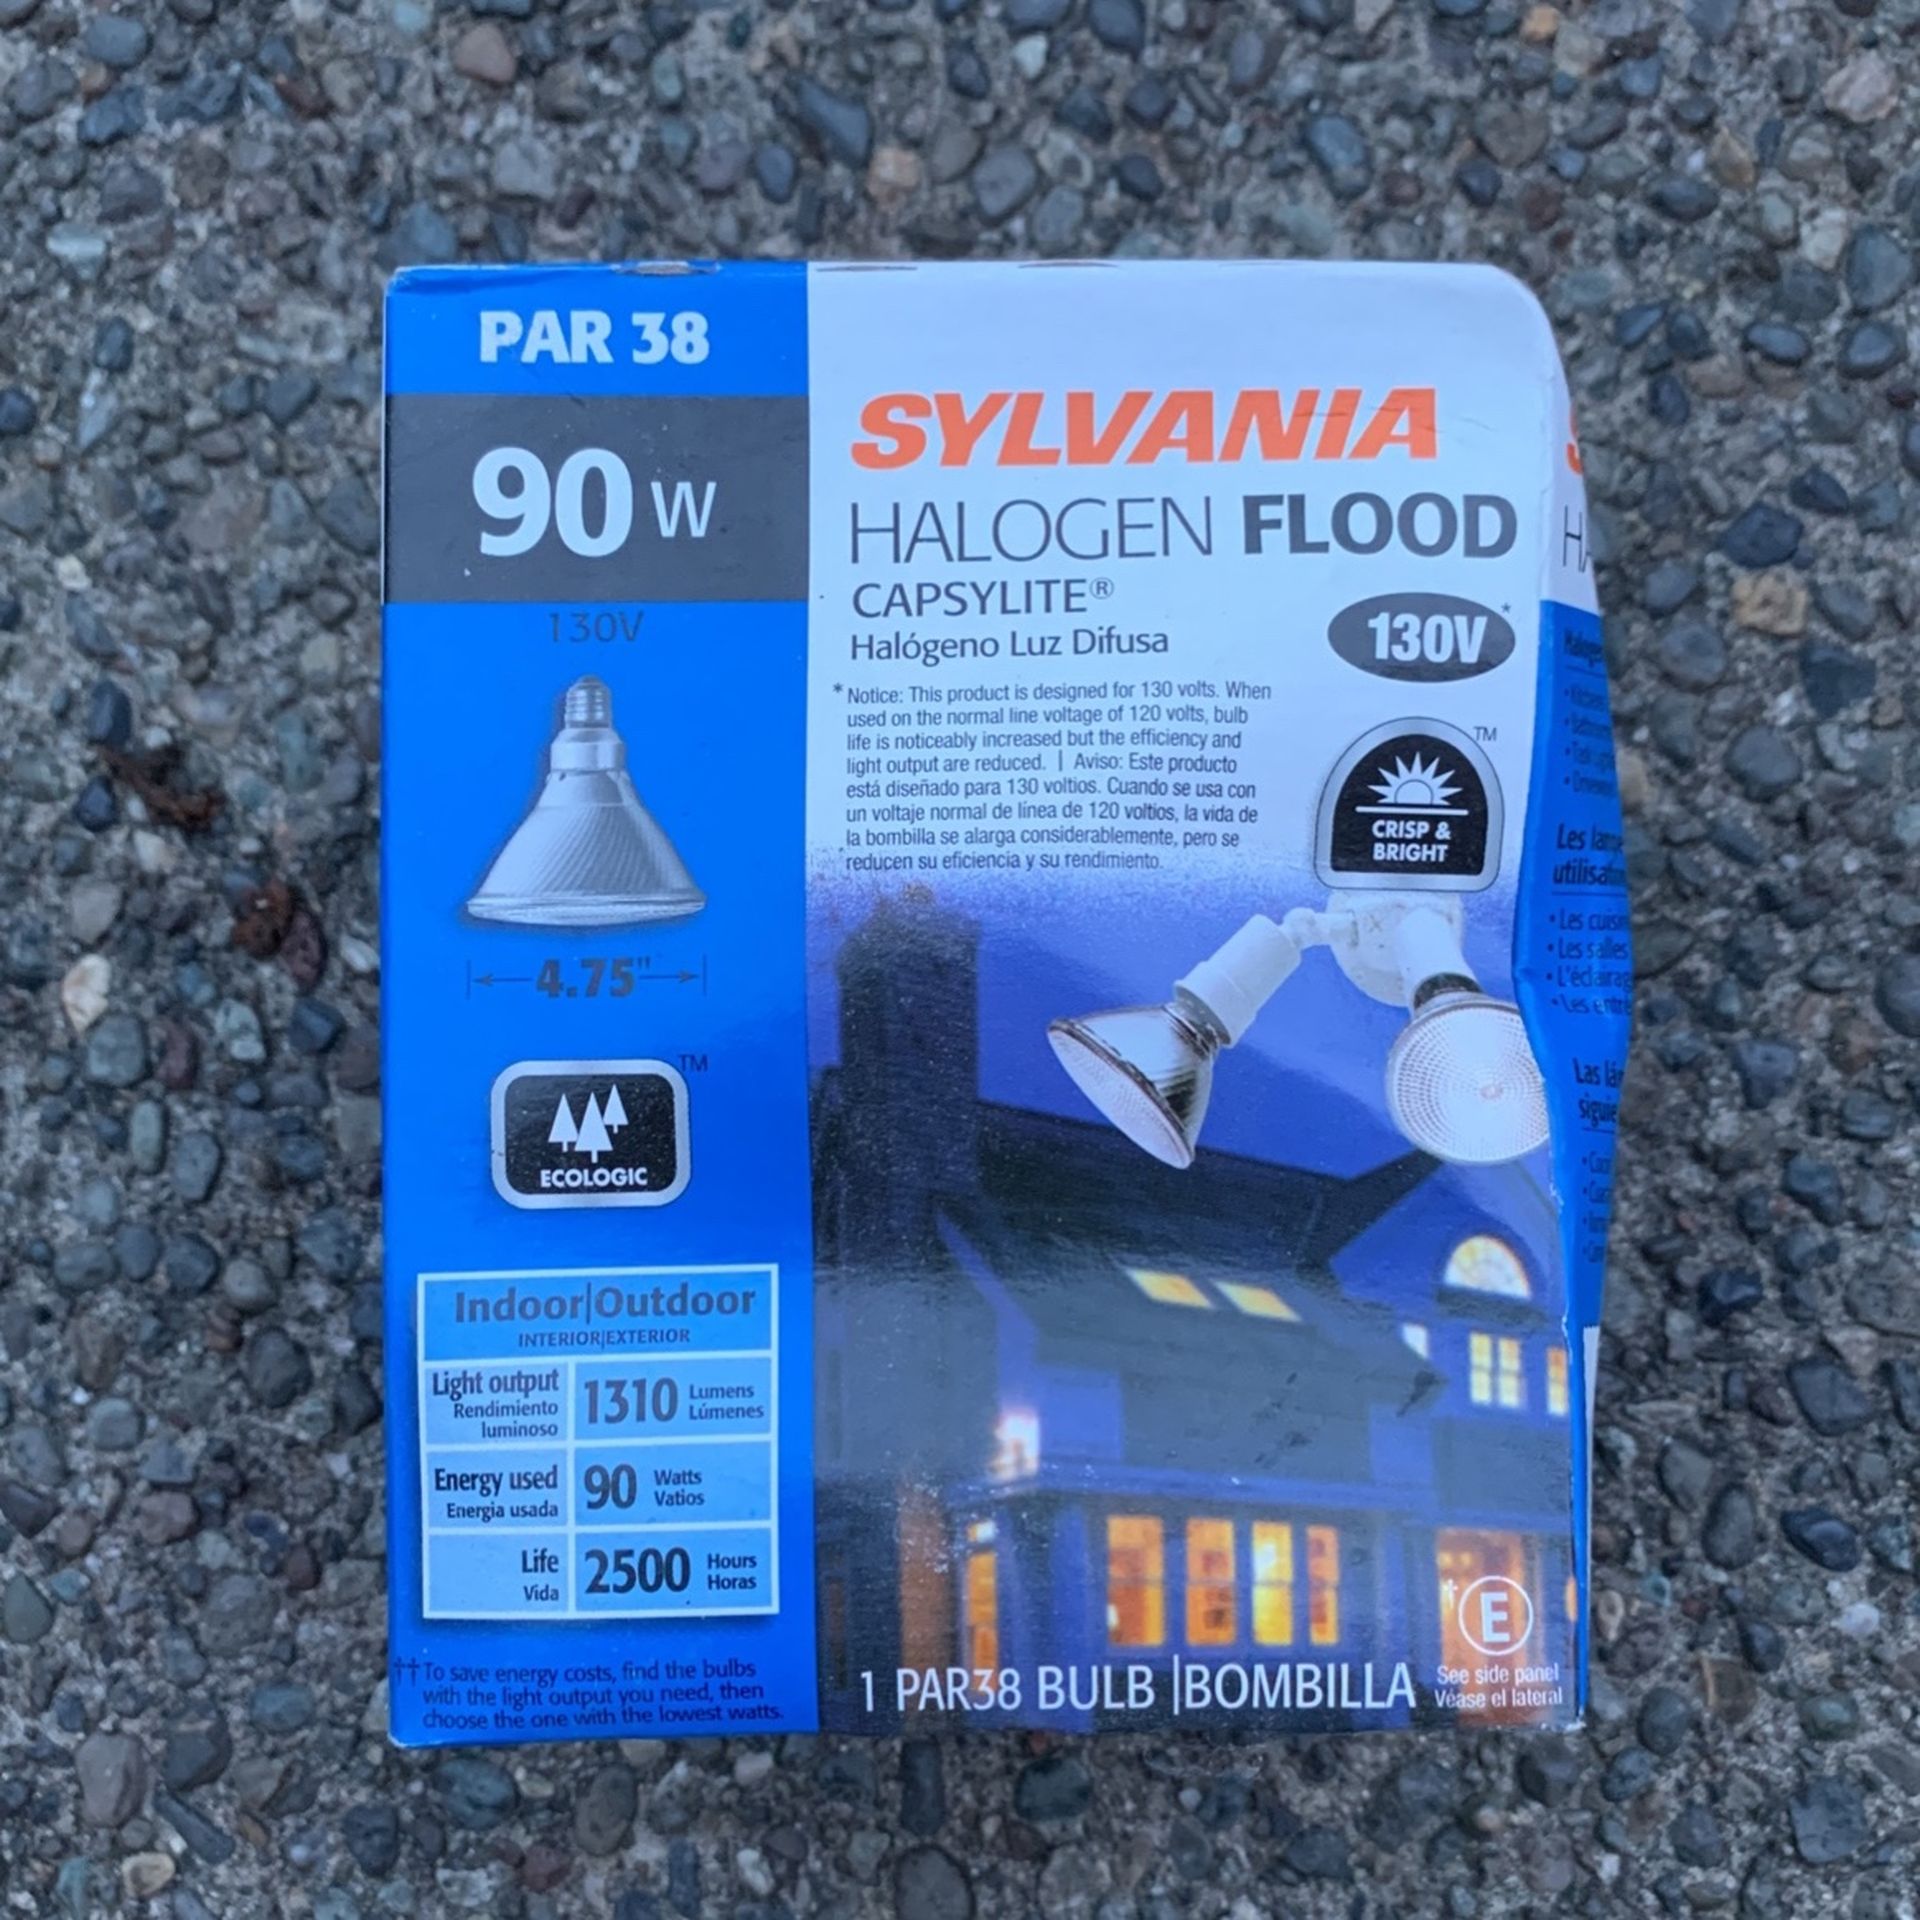 PAR 38
90 W
130V
4.75"
TM
ECOLOGIC
Indoor|Outdoor
INTERIOR|EXTERIOR
Light output
Rendimiento
luminoso
1310 Lumens
Lúmenes
Energy used
Energia usada
90 Watts
Vatios
Life
Vida
2500 Hours
Horas
††To save energy costs, find the bulbs
with the light output you need, then
choose the one with the lowest watts.
SYLVANIA
HALOGEN FLOOD
CAPSYLITE®
Halógeno Luz Difusa
130V*
* Notice: This product is designed for 130 volts. When
used on the normal line voltage of 120 volts, bulb
life is noticeably increased but the efficiency and
light output are reduced. | Aviso: Este producto
está diseñado para 130 voltios. Cuando se usa con
un voltaje normal de línea de 120 voltios, la vida de
la bombilla se alarga considerablemente, pero se
reducen su eficiencia y su rendimiento.
TM
CRISP &
BRIGHT
1 PAR38 BULB |BOMBILLA
† E
See side panel
Véase el lateral
Les
• Les
• Les salles
Las